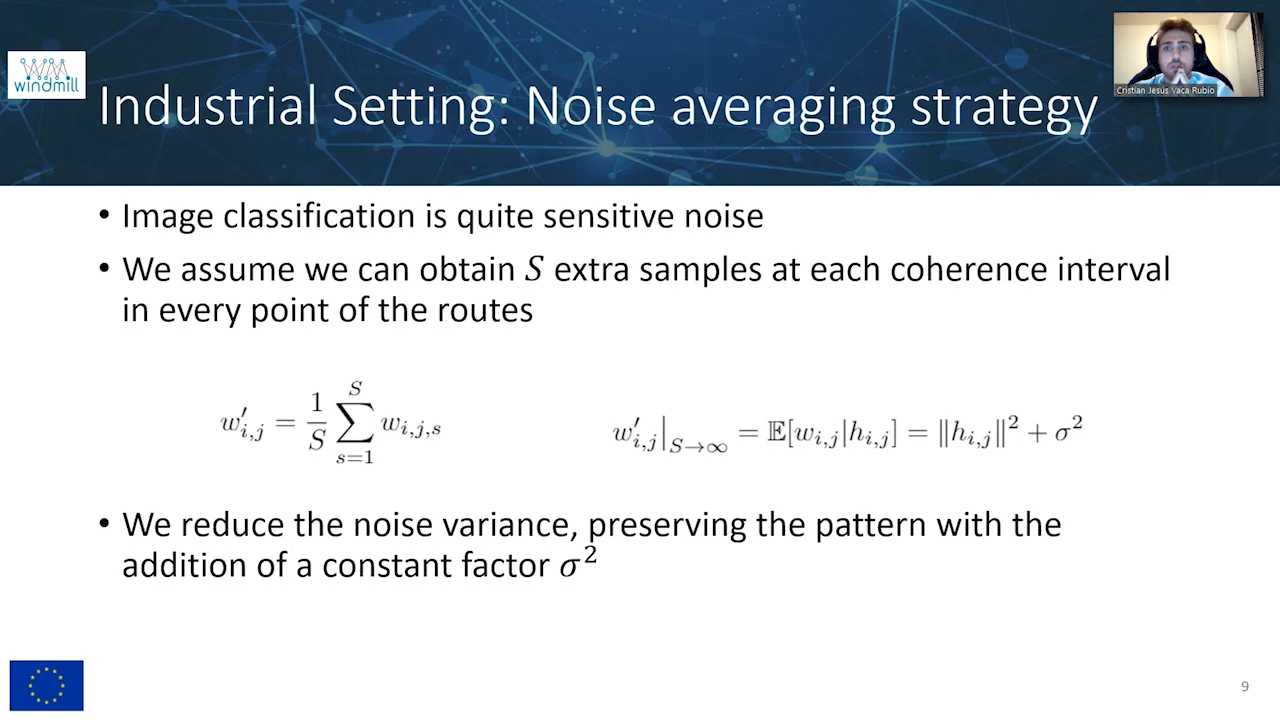 windmill
Cristian Jesús Vaca Rubio
Industrial Setting: Noise averaging strategy
• Image classification is quite sensitive noise
• We assume we can obtain S extra samples at each coherence interval
in every point of the routes
w′_{i,j} = \frac{1}{S} \sum_{s=1}^{S} w_{i,j,s}
w′_{i,j}|_{S→∞} = 𝔼[w_{i,j}|h_{i,j}] = ‖h_{i,j}‖² + σ²
• We reduce the noise variance, preserving the pattern with the
addition of a constant factor σ²
9